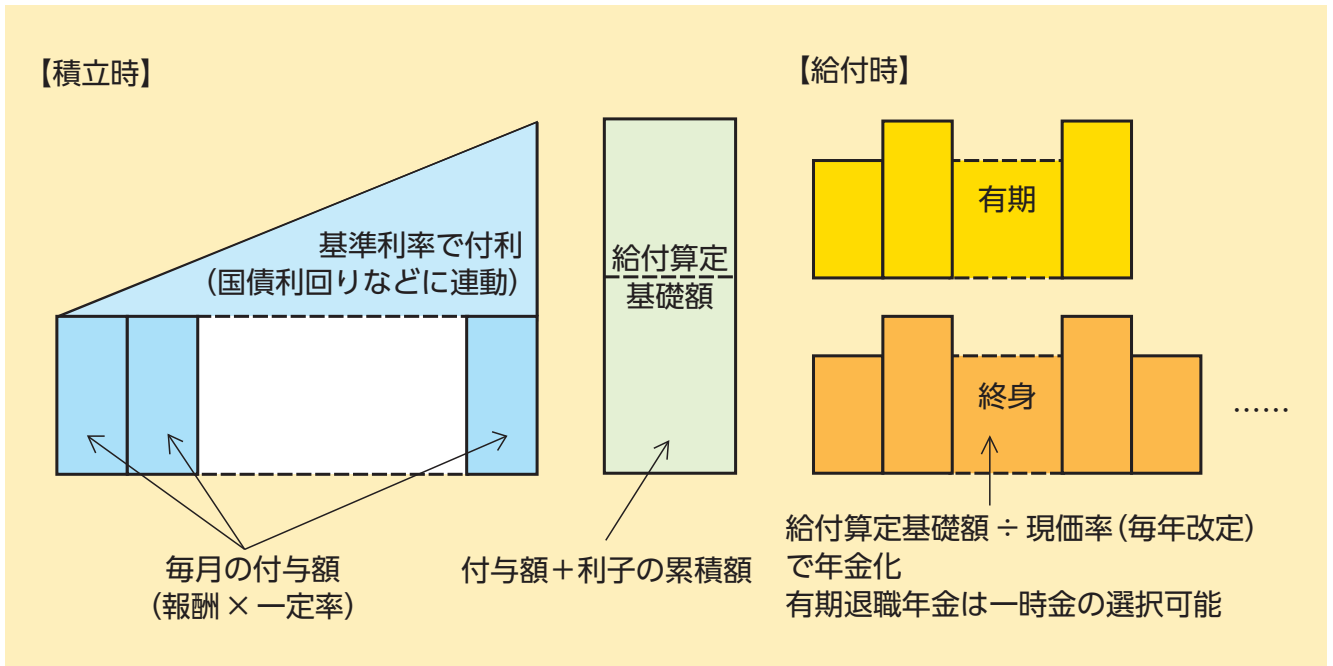 【積立時】
基準利率で付利
(国債利回りなどに連動)
毎月の付与額
(報酬 × 一定率)
給付算定
基礎額
付与額＋利子の累積額
【給付時】
有期
終身
……
給付算定基礎額 ÷ 現価率(毎年改定)
で年金化
有期退職年金は一時金の選択可能